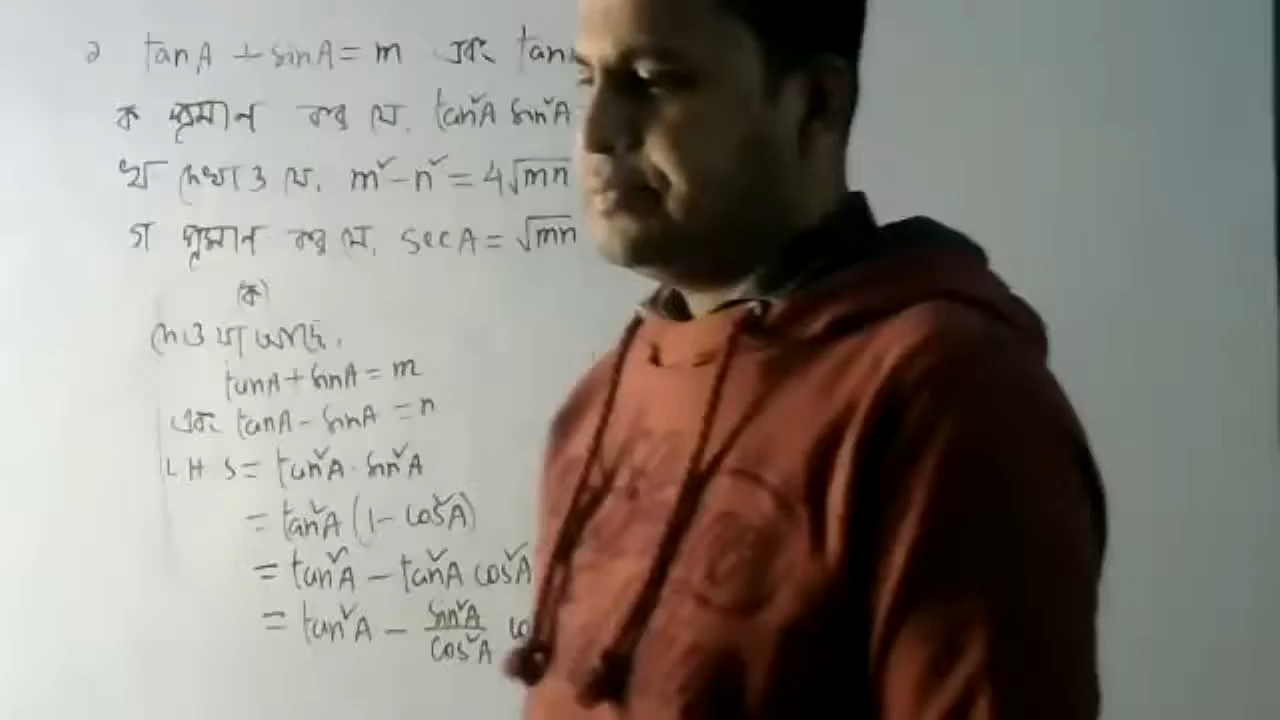 ২ tanA + sinA = m এবং tan
ক প্রমান কর যে, tan²A sin²A
খ দেখাও যে, m² - n² = 4√mn
গ প্রমান কর যে, secA = √mn
(ক)
দেওয়া আছে,
tanA + sinA = m
এবং tanA - sinA = n
L H S = tan²A · sin²A
= tan²A (1 - cos²A)
= tan²A - tan²A cos²A
= tan²A - sin²A/cos²A co